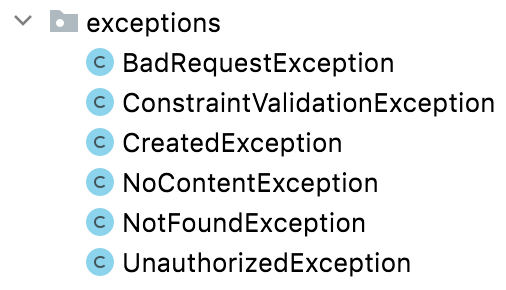 exceptions
C BadRequestException
C ConstraintValidationException
C CreatedException
C NoContentException
C NotFoundException
C UnauthorizedException